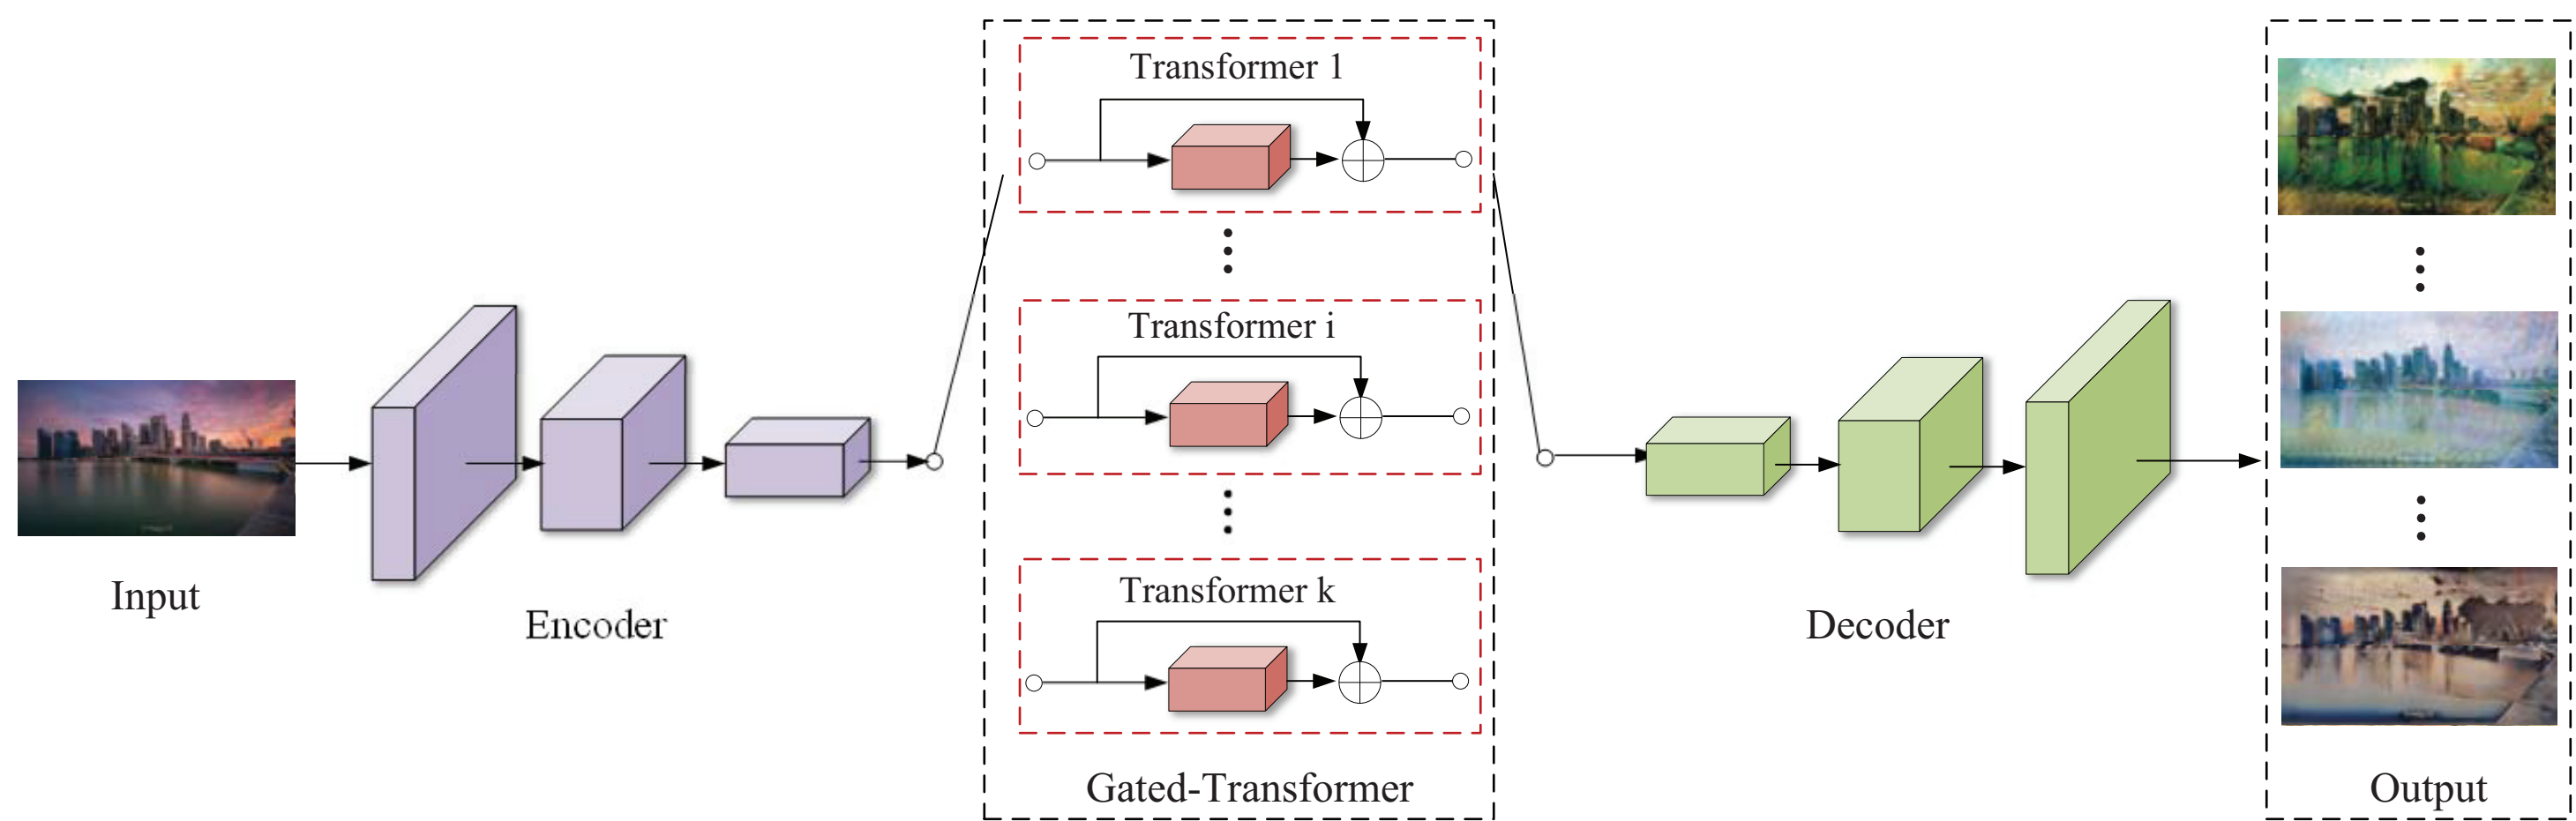 Transformer 1
Transformer i
Transformer k
Input
Encoder
Decoder
Gated-Transformer
Output